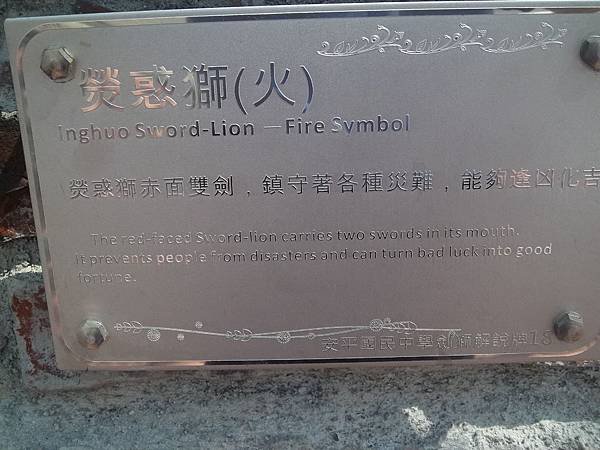 熒惑獅(火)
Inghuo Sword-Lion — Fire Symbol
熒惑獅赤面雙劍，鎮守著各種災難，能夠逢凶化吉
The red-faced Sword-lion carries two swords in its mouth.
It prevents people from disasters and can turn bad luck into good
fortune.
安平國民中學劍獅解說牌18